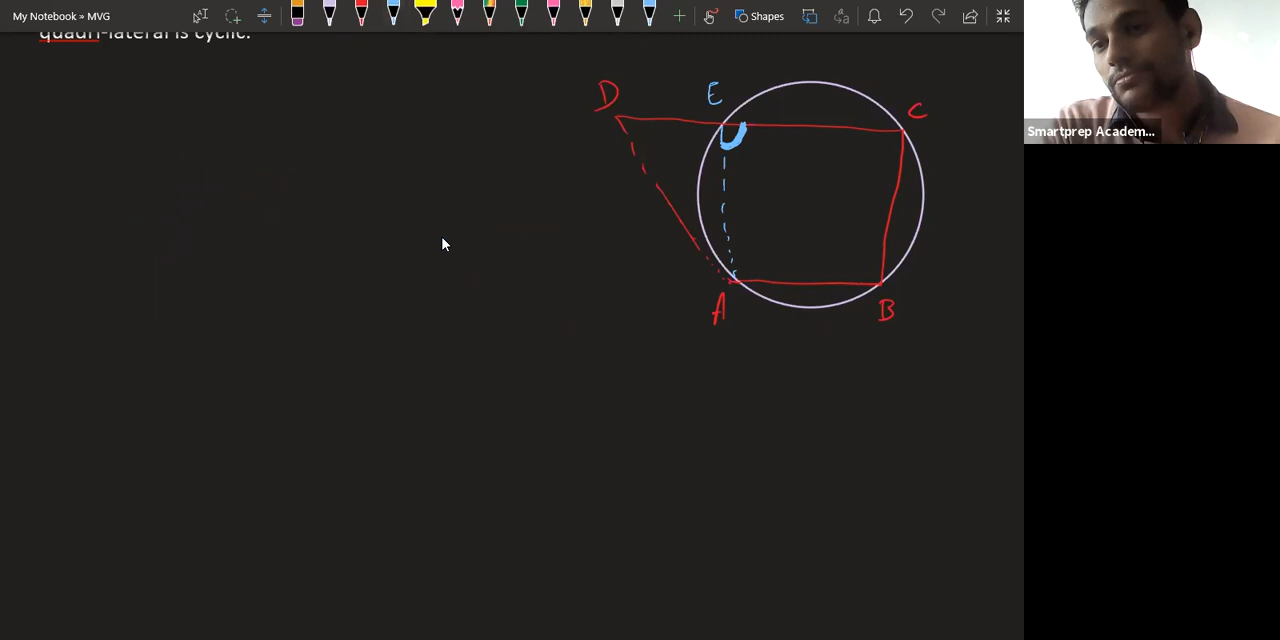 My Notebook » MVG
Shapes
quadri-lateral is cyclic.
D
E
C
Smartprep Academ...
A
B